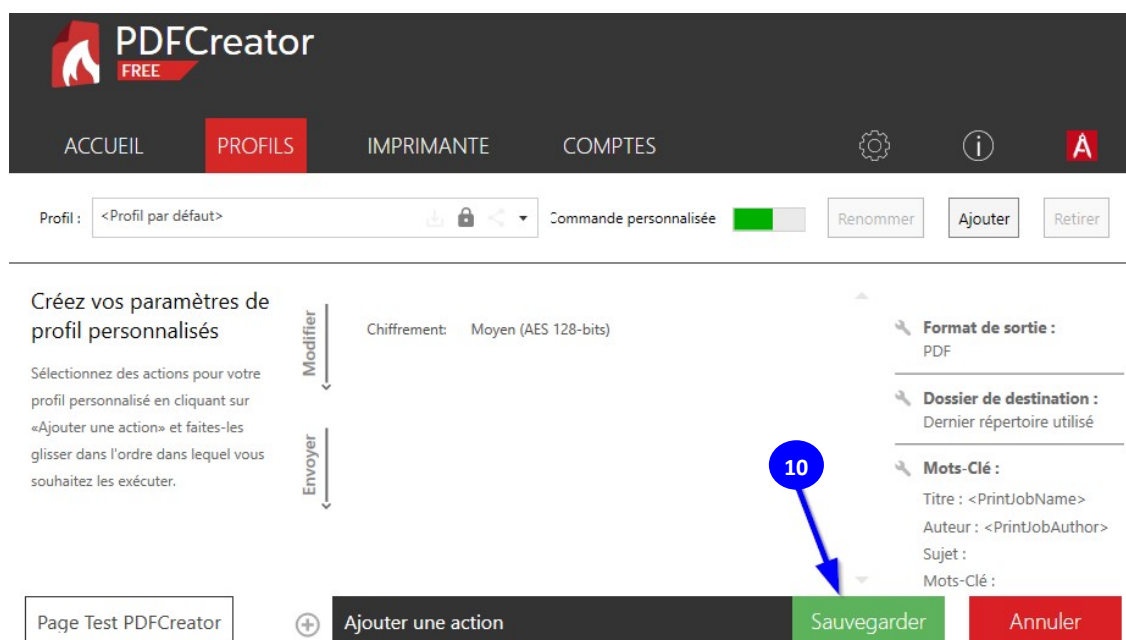 PDFCreator
FREE
ACCUEIL PROFILS IMPRIMANTE COMPTES
Profil : <Profil par défaut> Commande personnalisée Renommer Ajouter Retirer
Créez vos paramètres de
profil personnalisés
Sélectionnez des actions pour votre
profil personnalisé en cliquant sur
«Ajouter une action» et faites-les
glisser dans l'ordre dans lequel vous
souhaitez les exécuter.
Modifier
Envoyer
Chiffrement: Moyen (AES 128-bits)
Format de sortie :
PDF
Dossier de destination :
Dernier répertoire utilisé
Mots-Clé :
Titre : <PrintJobName>
Auteur : <PrintJobAuthor>
Sujet :
Mots-Clé :
10
Page Test PDFCreator
Ajouter une action
Sauvegarder
Annuler